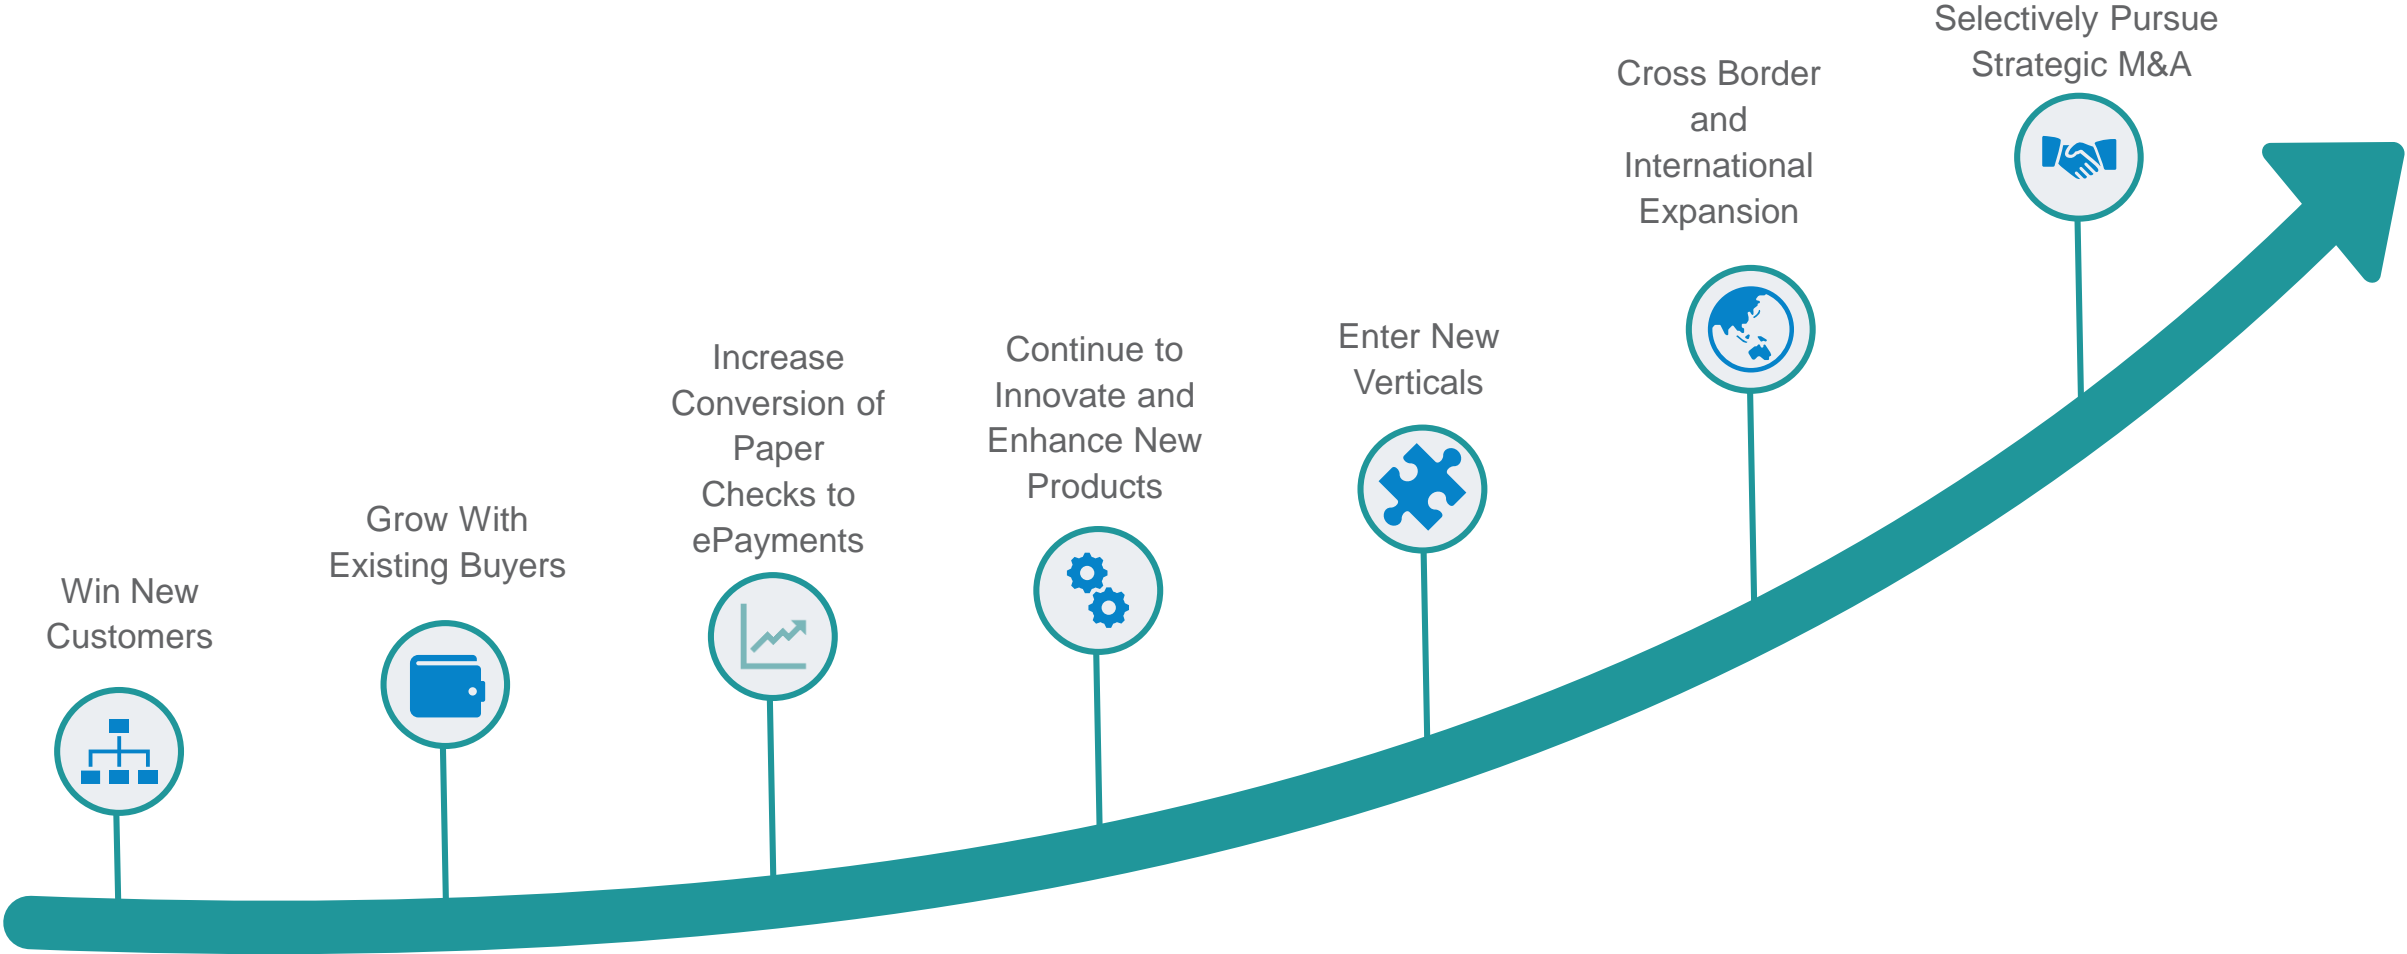 Win New
Customers
Grow With
Existing Buyers
Increase
Conversion of
Paper
Checks to
ePayments
Continue to
Innovate and
Enhance New
Products
Enter New
Verticals
Cross Border
and
International
Expansion
Selectively Pursue
Strategic M&A